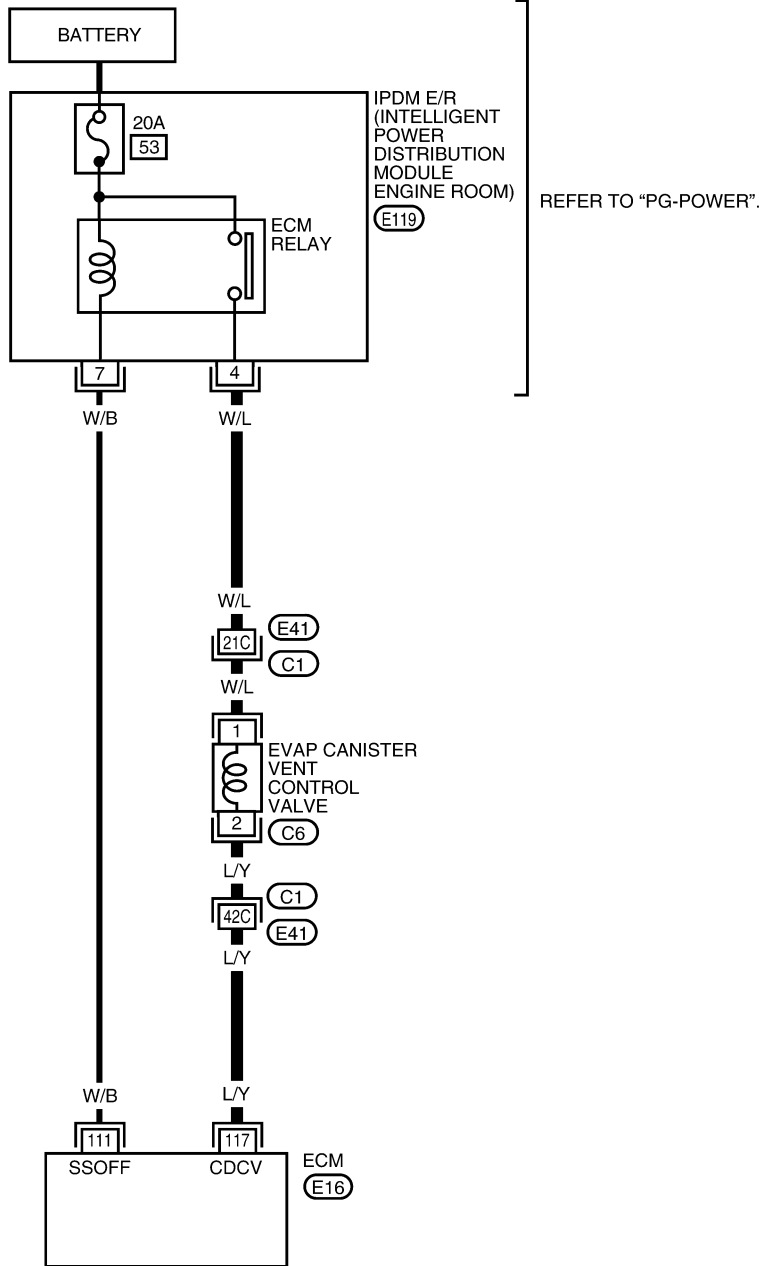 BATTERY
20A
53
IPDM E/R
(INTELLIGENT
POWER
DISTRIBUTION
MODULE
ENGINE ROOM)
E119
REFER TO “PG-POWER”.
ECM
RELAY
7
4
W/B
W/L
W/L
21C
E41
C1
W/L
1
EVAP CANISTER
VENT
CONTROL
VALVE
2
C6
L/Y
C1
42C
E41
L/Y
W/B
L/Y
111
117
SSOFF
CDCV
ECM
E16